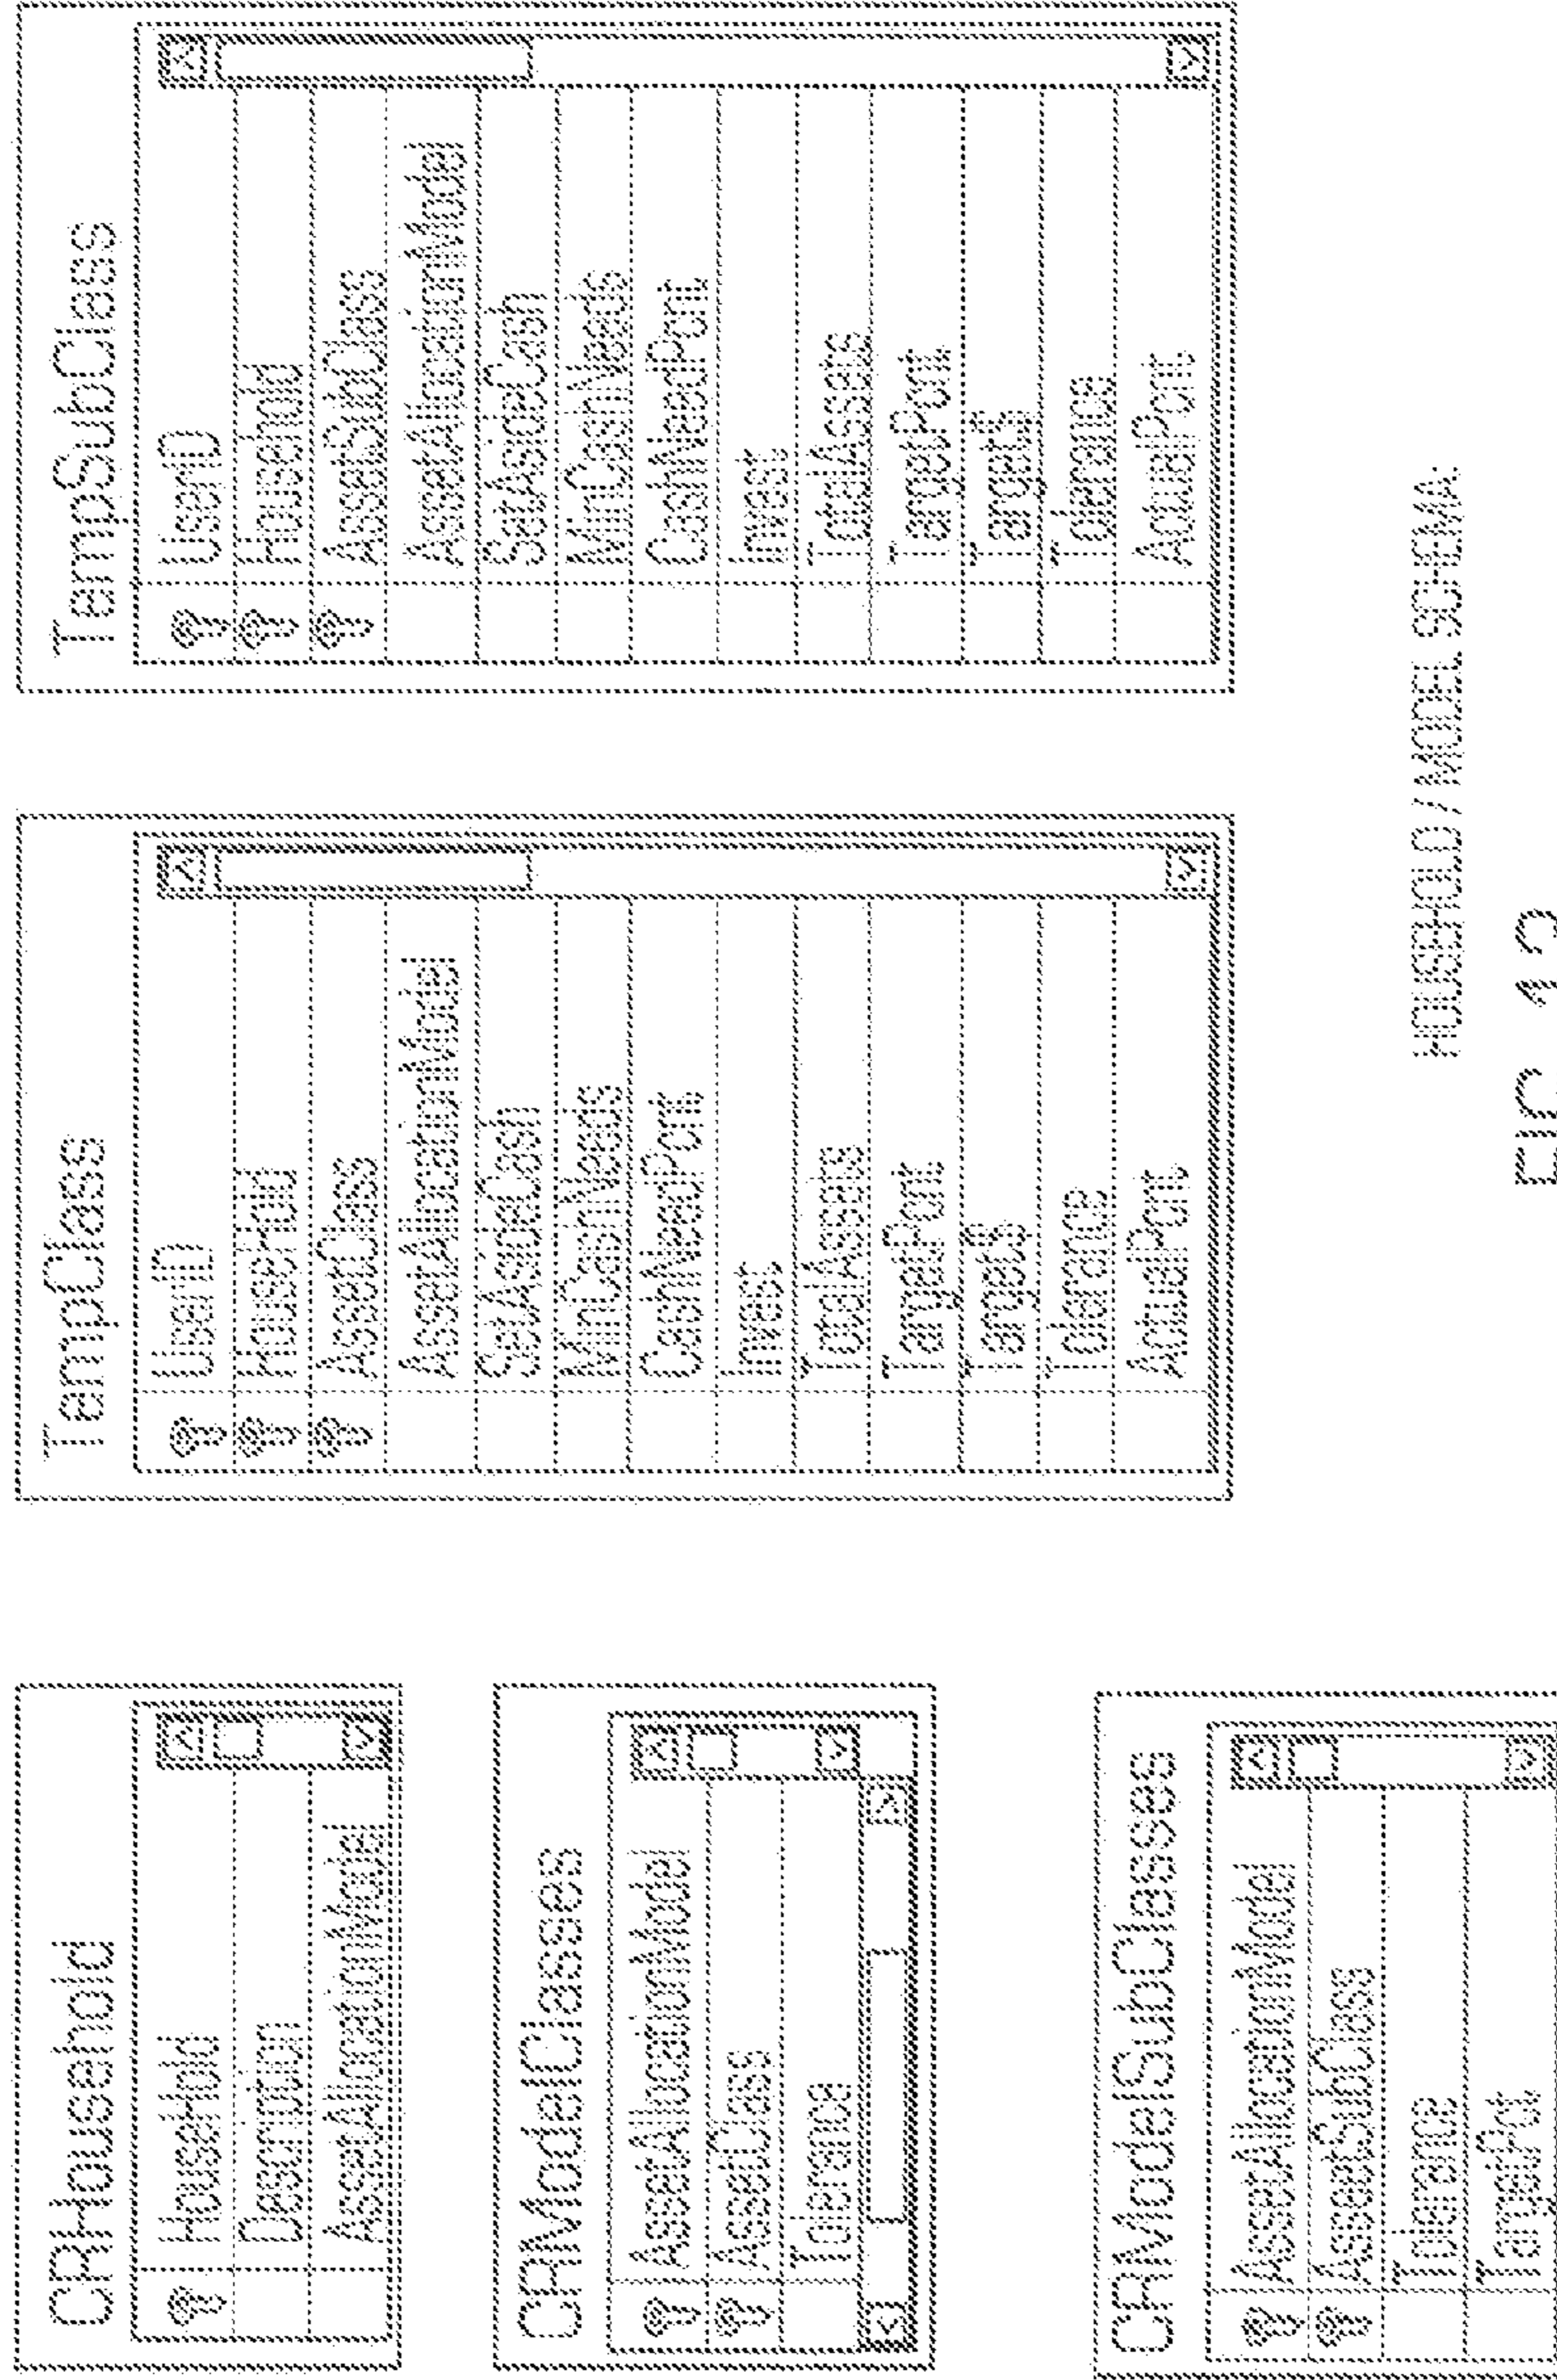 CRHousehold
HouseHold
Description
AssetAllocationModel
CRModelClasses
AssetAllocationModel
AssetClass
Tolerance
CRModelSubClasses
AssetAllocationModel
AssetSubClass
Tolerance
TargetPct
TempClass
UserID
HouseHold
AssetClass
AssetAllocationModel
SetAsideCash
MinCashNeeds
CashNeedPcnt
Invest
TotalAssets
TargetPcnt
Target$
Tolerance
ActualPcnt
TempSubClass
UserID
Household
AssetSubClass
AssetAllocationModel
SetAsideCash
MinCashNeeds
CashNeedPcnt
Invest
TotalAssets
TargetPcnt
Target$
Tolerance
ActualPcnt
HOUSEHOLD / MODEL SCHEMA